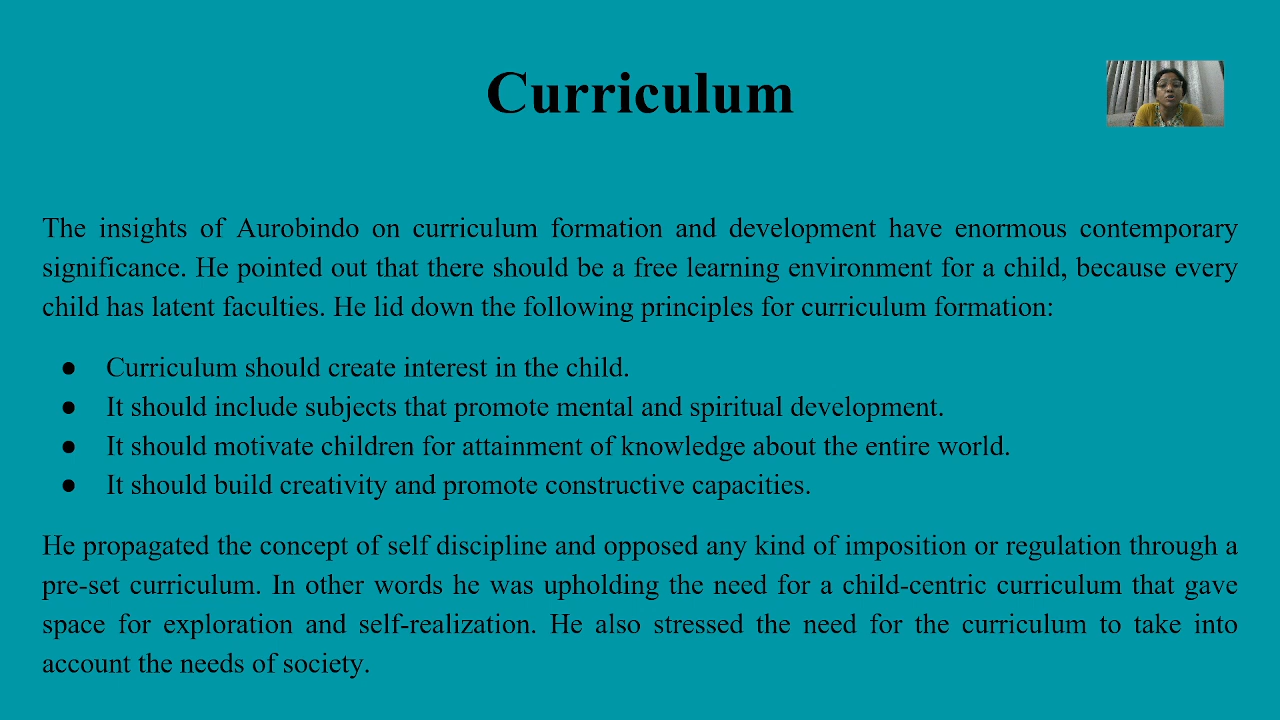 Curriculum
The insights of Aurobindo on curriculum formation and development have enormous contemporary
significance. He pointed out that there should be a free learning environment for a child, because every
child has latent faculties. He lid down the following principles for curriculum formation:
● Curriculum should create interest in the child.
● It should include subjects that promote mental and spiritual development.
● It should motivate children for attainment of knowledge about the entire world.
● It should build creativity and promote constructive capacities.
He propagated the concept of self discipline and opposed any kind of imposition or regulation through a
pre-set curriculum. In other words he was upholding the need for a child-centric curriculum that gave
space for exploration and self-realization. He also stressed the need for the curriculum to take into
account the needs of society.